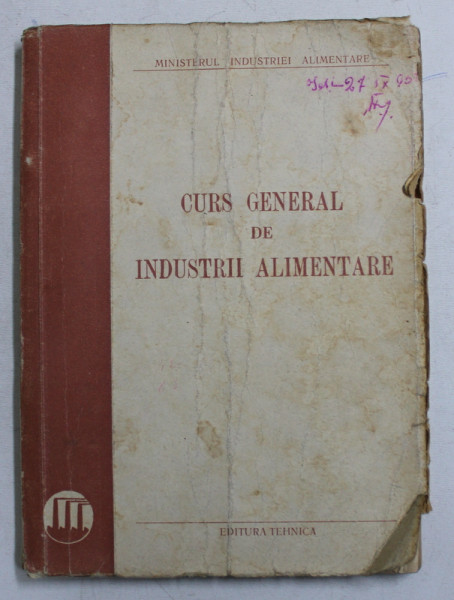 MINISTERUL INDUSTRIEI ALIMENTARE
CURS GENERAL
DE
INDUSTRII ALIMENTARE
EDITURA TEHNICA